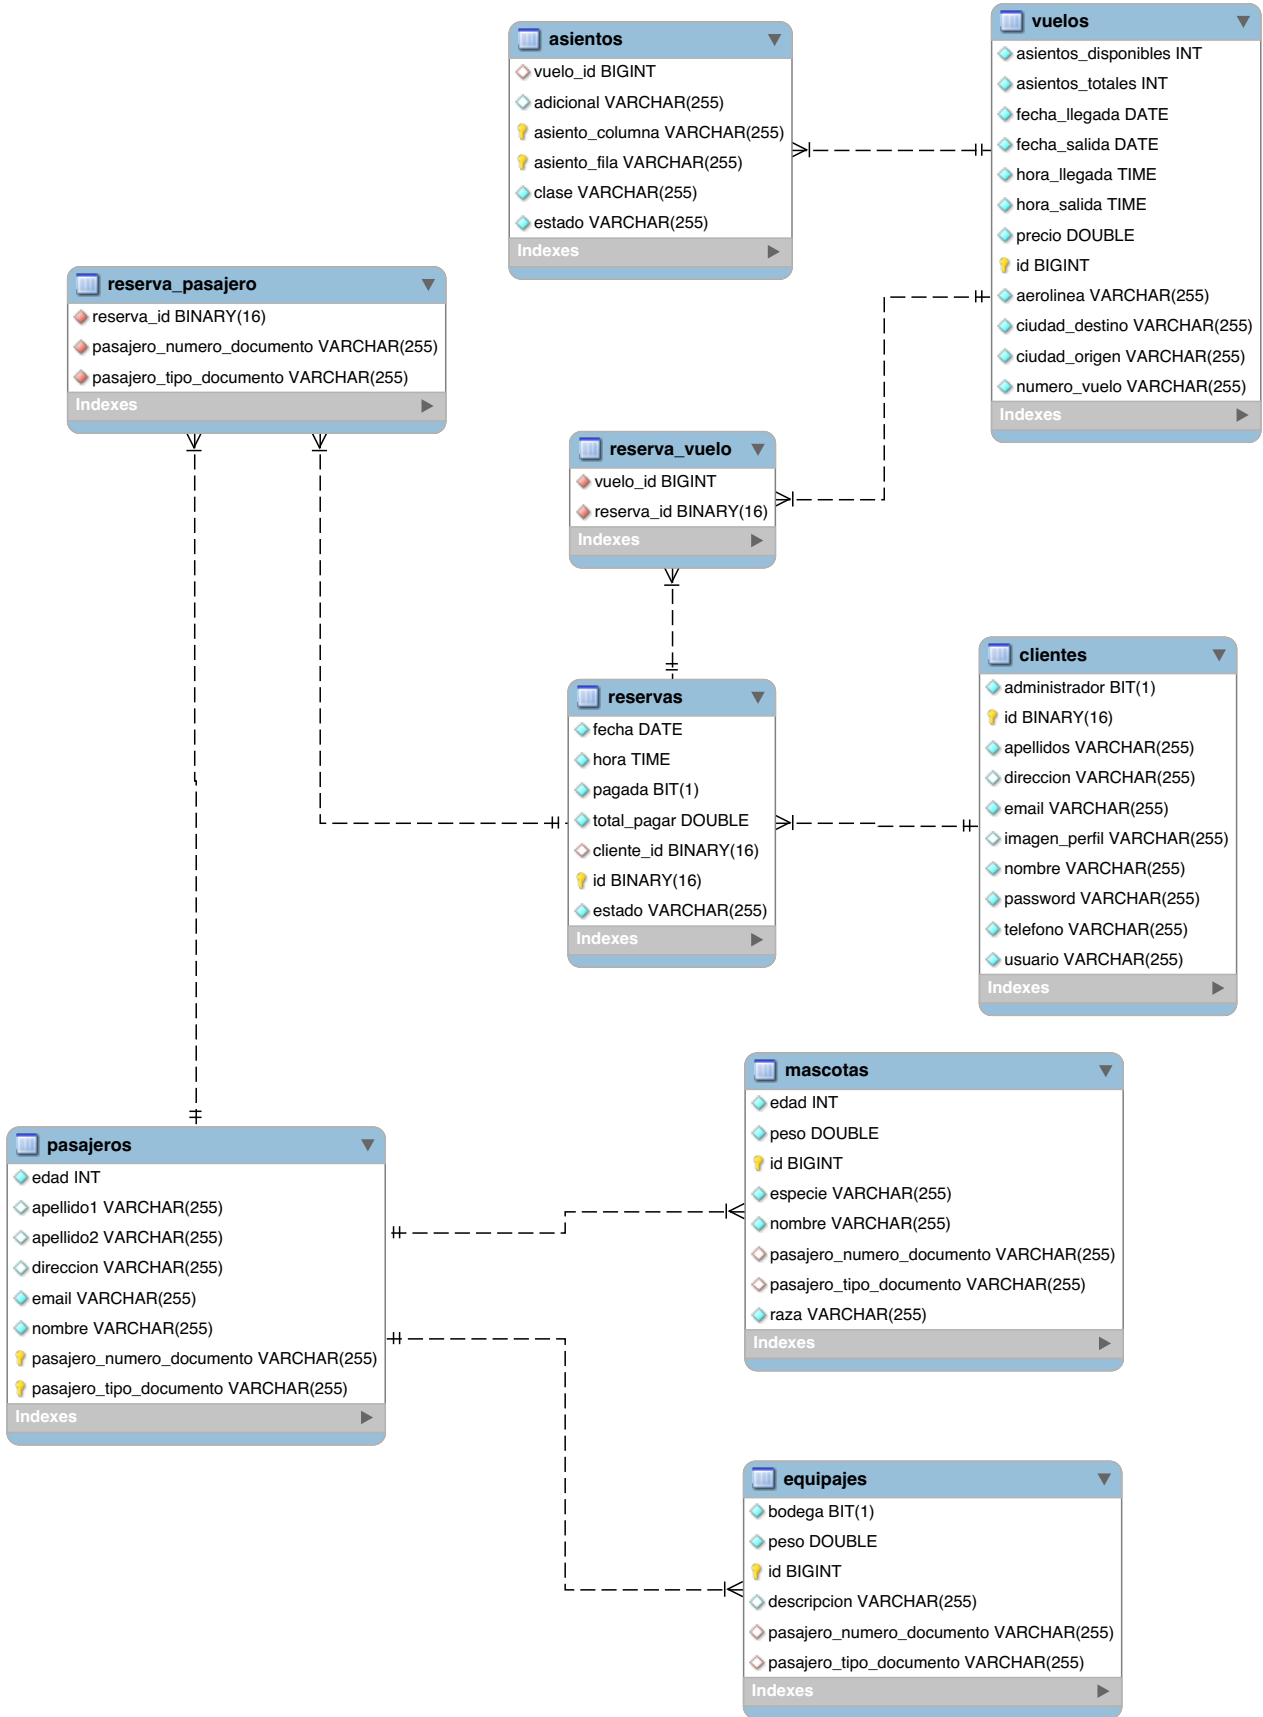 asientos
vuelo_id BIGINT
adicional VARCHAR(255)
asiento_columna VARCHAR(255)
asiento_fila VARCHAR(255)
clase VARCHAR(255)
estado VARCHAR(255)
Indexes
vuelos
asientos_disponibles INT
asientos_totales INT
fecha_llegada DATE
fecha_salida DATE
hora_llegada TIME
hora_salida TIME
precio DOUBLE
id BIGINT
aerolinea VARCHAR(255)
ciudad_destino VARCHAR(255)
ciudad_origen VARCHAR(255)
numero_vuelo VARCHAR(255)
Indexes
reserva_pasajero
reserva_id BINARY(16)
pasajero_numero_documento VARCHAR(255)
pasajero_tipo_documento VARCHAR(255)
Indexes
reserva_vuelo
vuelo_id BIGINT
reserva_id BINARY(16)
Indexes
reservas
fecha DATE
hora TIME
pagada BIT(1)
total_pagar DOUBLE
cliente_id BINARY(16)
id BINARY(16)
estado VARCHAR(255)
Indexes
clientes
administrador BIT(1)
id BINARY(16)
apellidos VARCHAR(255)
direccion VARCHAR(255)
email VARCHAR(255)
imagen_perfil VARCHAR(255)
nombre VARCHAR(255)
password VARCHAR(255)
telefono VARCHAR(255)
usuario VARCHAR(255)
Indexes
mascotas
edad INT
peso DOUBLE
id BIGINT
especie VARCHAR(255)
nombre VARCHAR(255)
pasajero_numero_documento VARCHAR(255)
pasajero_tipo_documento VARCHAR(255)
raza VARCHAR(255)
Indexes
pasajeros
edad INT
apellido1 VARCHAR(255)
apellido2 VARCHAR(255)
direccion VARCHAR(255)
email VARCHAR(255)
nombre VARCHAR(255)
pasajero_numero_documento VARCHAR(255)
pasajero_tipo_documento VARCHAR(255)
Indexes
equipajes
bodega BIT(1)
peso DOUBLE
id BIGINT
descripcion VARCHAR(255)
pasajero_numero_documento VARCHAR(255)
pasajero_tipo_documento VARCHAR(255)
Indexes